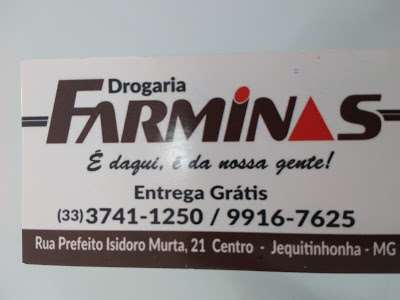 Drogaria
FARMINAS
É daqui, é da nossa gente!
Entrega Grátis
(33)3741-1250 / 9916-7625
Rua Prefeito Isidoro Murta, 21 Centro - Jequitinhonha - MG